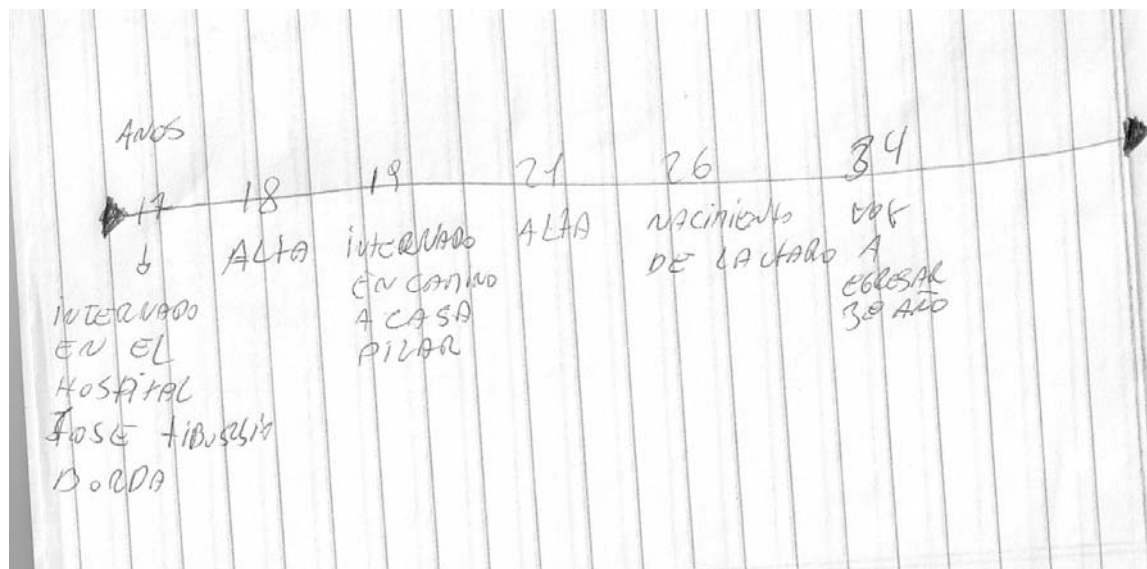 AÑOS
17
INTERNADO
EN EL
HOSPITAL
JOSE TIBURSIO
BORDA
18
ALTA
19
INTERNADO
EN CAMINO
A CASA
PILAR
21
ALTA
26
NACIMIENTO
DE LAUTARO
34
VOY
A
EGRESAR
3º AÑO